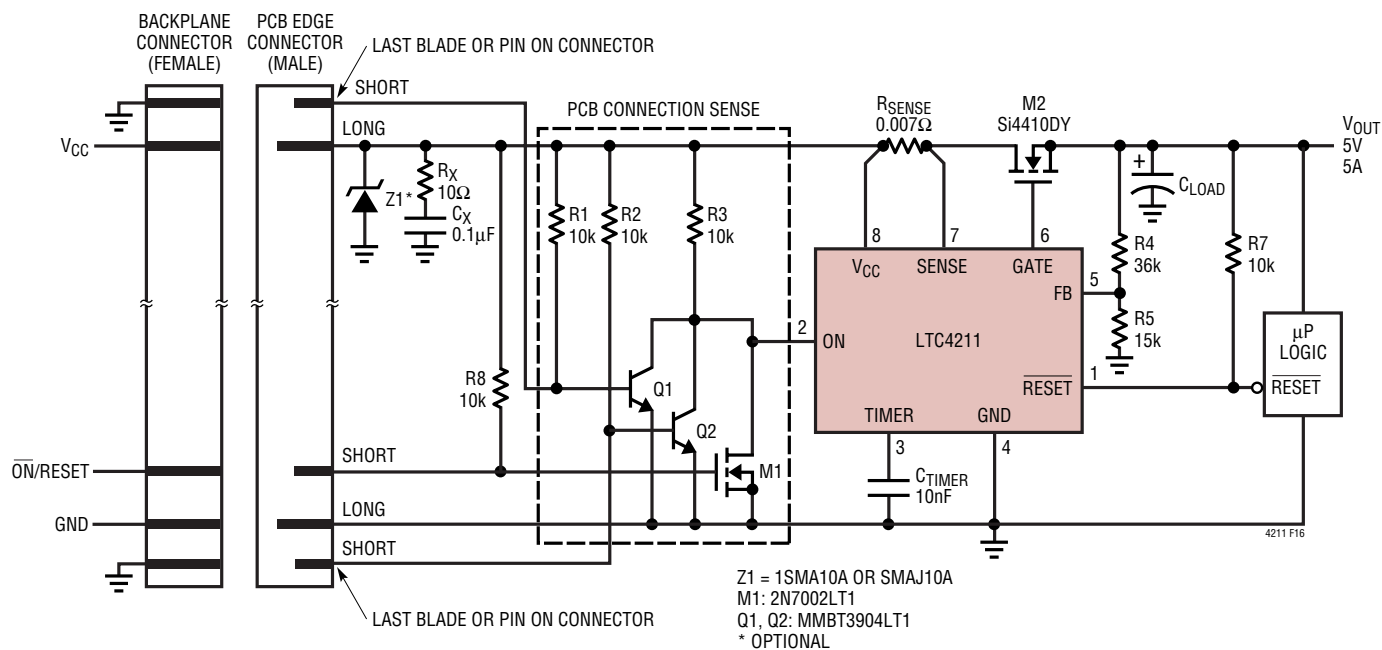 BACKPLANE
CONNECTOR
(FEMALE)
PCB EDGE
CONNECTOR
(MALE)
LAST BLADE OR PIN ON CONNECTOR
SHORT
PCB CONNECTION SENSE
LONG
VCC
Z1*
RX
10Ω
CX
0.1µF
R1
10k
R2
10k
R3
10k
RSENSE
0.007Ω
M2
Si4410DY
VOUT
5V
5A
CLOAD
R4
36k
R7
10k
R5
15k
8
7
6
VCC
SENSE
GATE
5
FB
2
ON
LTC4211
RESET
1
TIMER
GND
3
4
µP
LOGIC
RESET
R8
10k
Q1
Q2
M1
CTIMER
10nF
ON/RESET
SHORT
GND
LONG
SHORT
LAST BLADE OR PIN ON CONNECTOR
4211 F16
Z1 = 1SMA10A OR SMAJ10A
M1: 2N7002LT1
Q1, Q2: MMBT3904LT1
* OPTIONAL